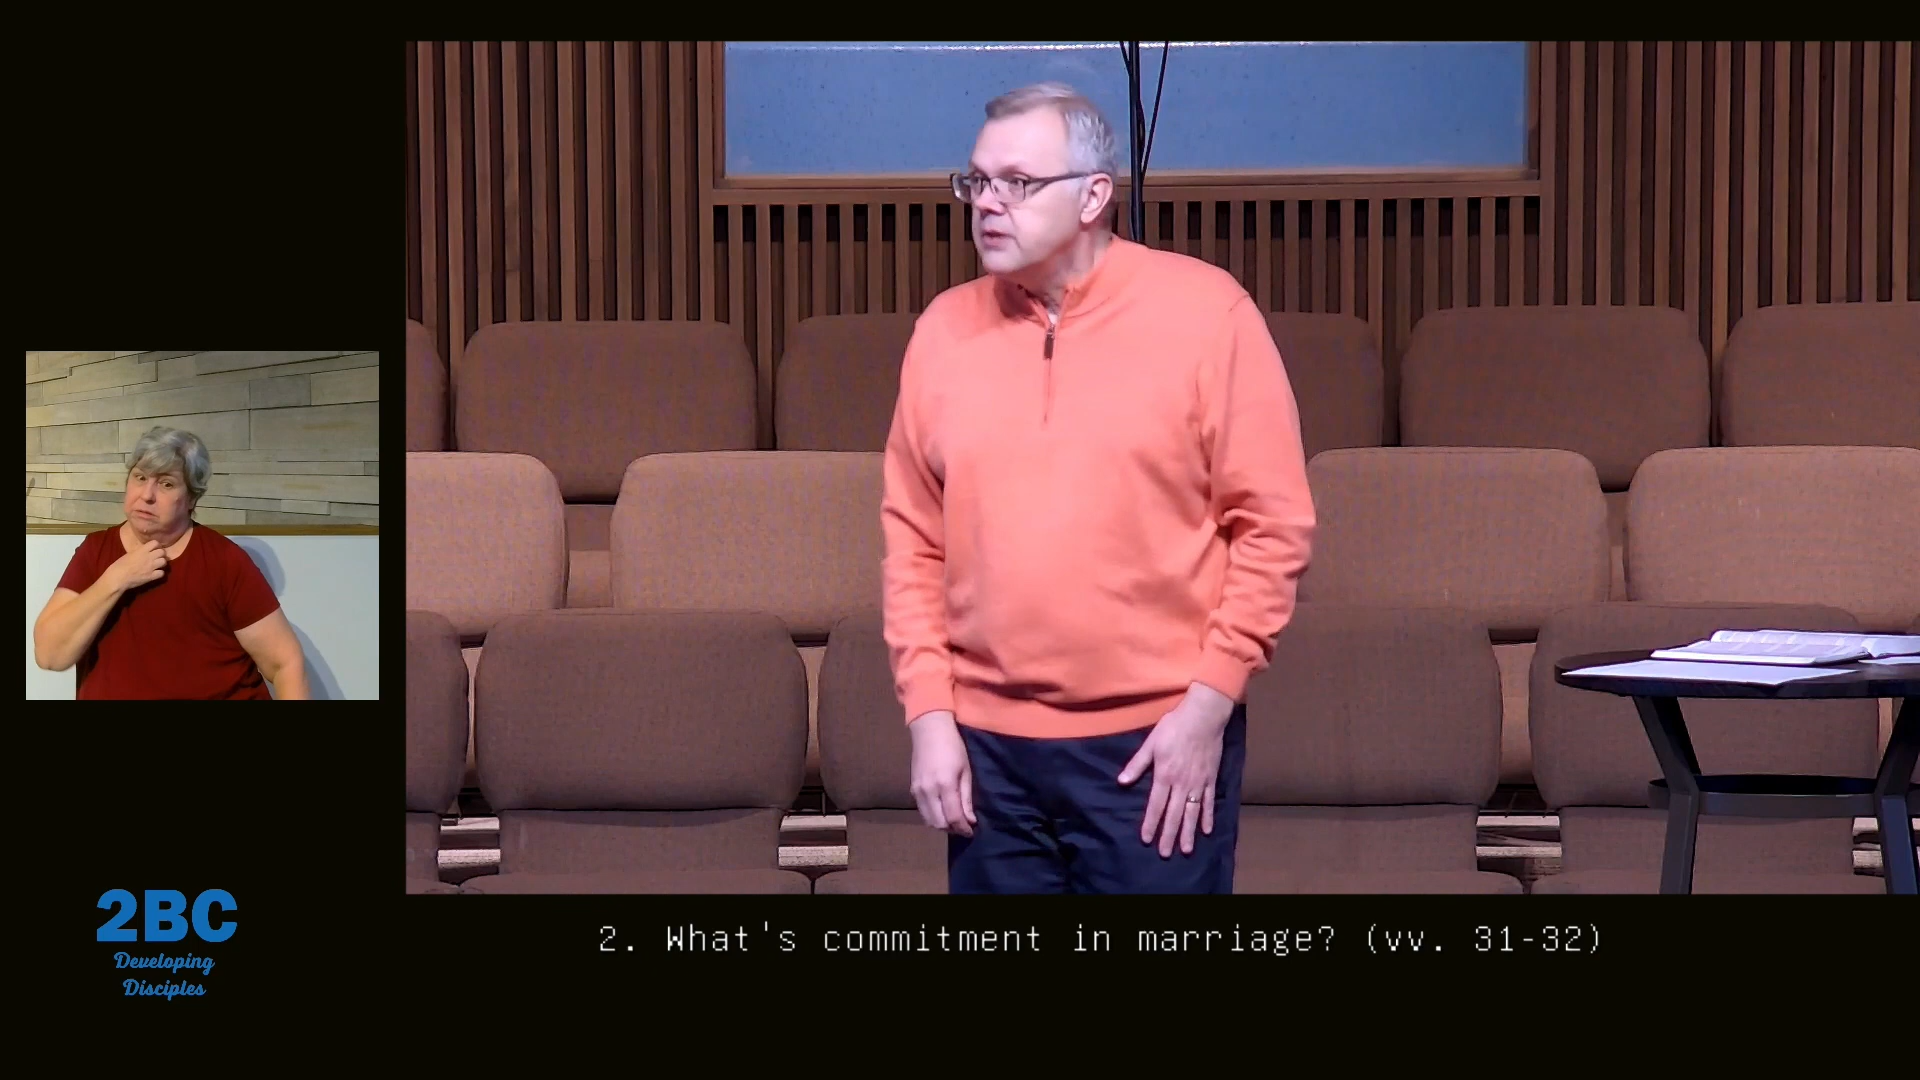 2BC
Developing
Disciples
2. What's commitment in marriage? (vv. 31-32)